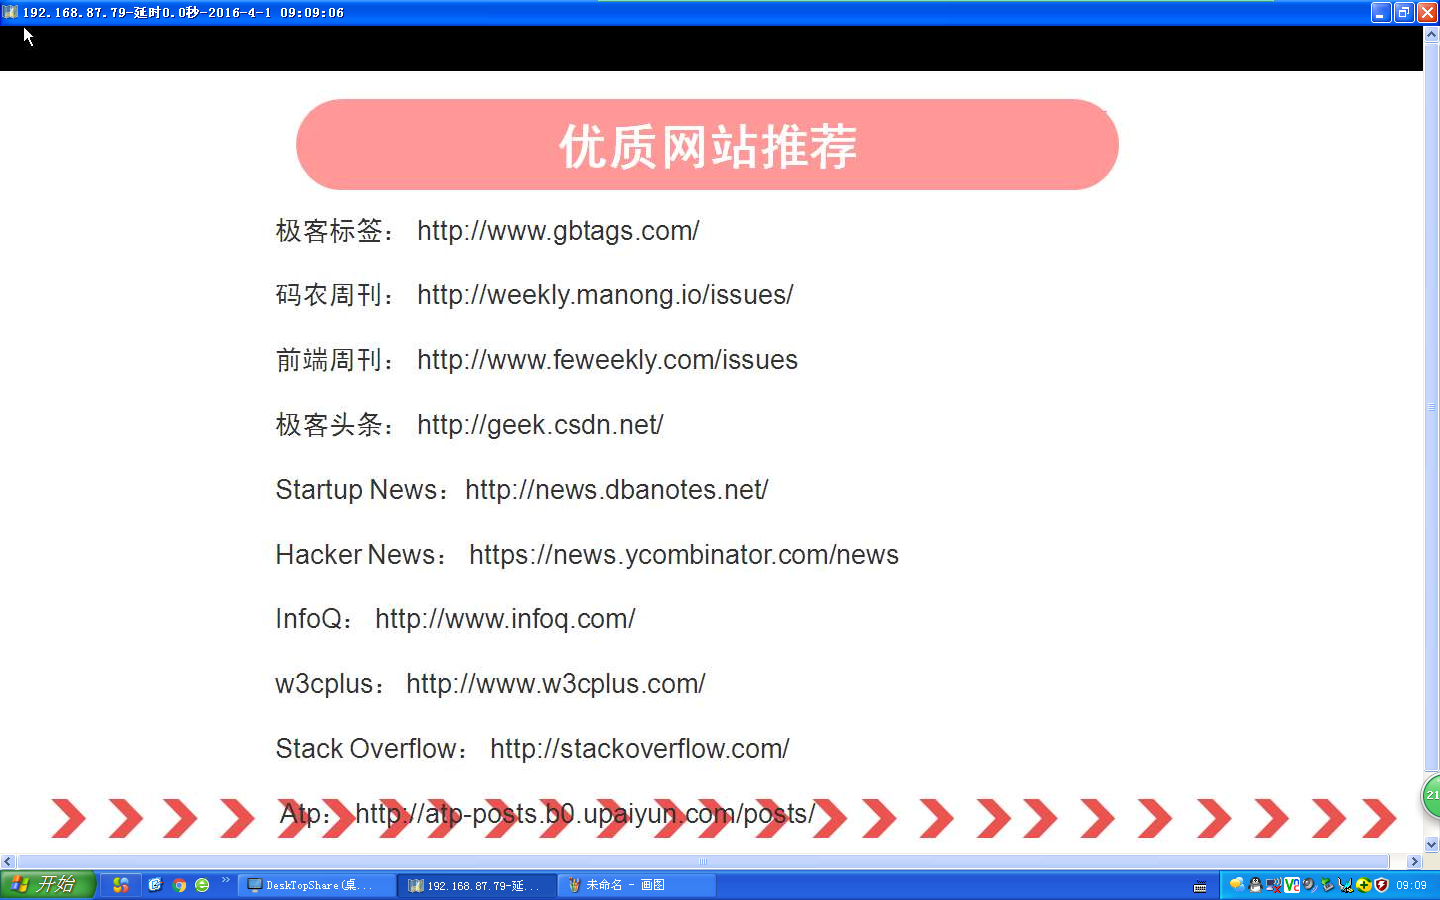 192.168.87.79-延时0.0秒-2016-4-1 09:09:06
优质网站推荐
极客标签： http://www.gbtags.com/
码农周刊： http://weekly.manong.io/issues/
前端周刊： http://www.feweekly.com/issues
极客头条： http://geek.csdn.net/
Startup News：http://news.dbanotes.net/
Hacker News： https://news.ycombinator.com/news
InfoQ： http://www.infoq.com/
w3cplus： http://www.w3cplus.com/
Stack Overflow： http://stackoverflow.com/
Atp： http://atp-posts.b0.upaiyun.com/posts/
21
开始 DeskTopShare(桌... 192.168.87.79-延... 未命名 - 画图 09:09